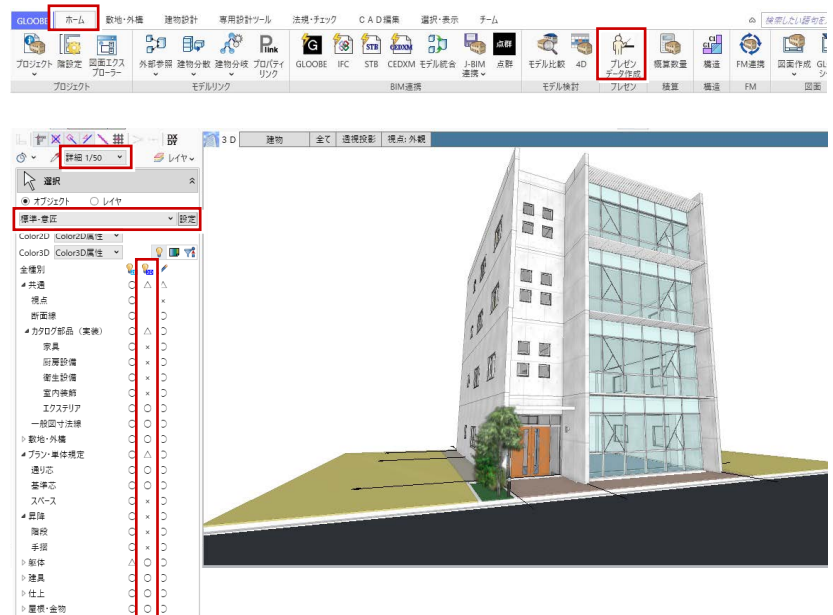 GLOOBE ホーム 敷地・外構 建物設計 専用設計ツール 法規・チェック CAD編集 選択・表示 チーム 検索したい語句を
プロジェクト 階設定 図面エクスプローラー 外部参照 建物分散 建物分岐 プロパティリンク GLOOBE IFC STB CEDXM モデル統合 J-BIM連携 点群 モデル比較 4D プレゼンデータ作成 概算数量 構造 FM連携 図面作成
プロジェクト モデルリンク BIM連携 モデル検討 プレゼン 積算 構造 FM 図面
詳細 1/50 レイヤ
3D 建物 全て 透視投影 視点:外観
選択
オブジェクト レイヤ
標準-意匠 設定
Color2D Color2D属性
Color3D Color3D属性
全種別
共通
視点
断面線
カタログ部品（実装）
家具
厨房設備
衛生設備
室内装飾
エクステリア
一般図寸法線
敷地・外構
プラン・単体規定
通り芯
基準芯
スペース
昇降
階段
手摺
躯体
建具
仕上
屋根・金物